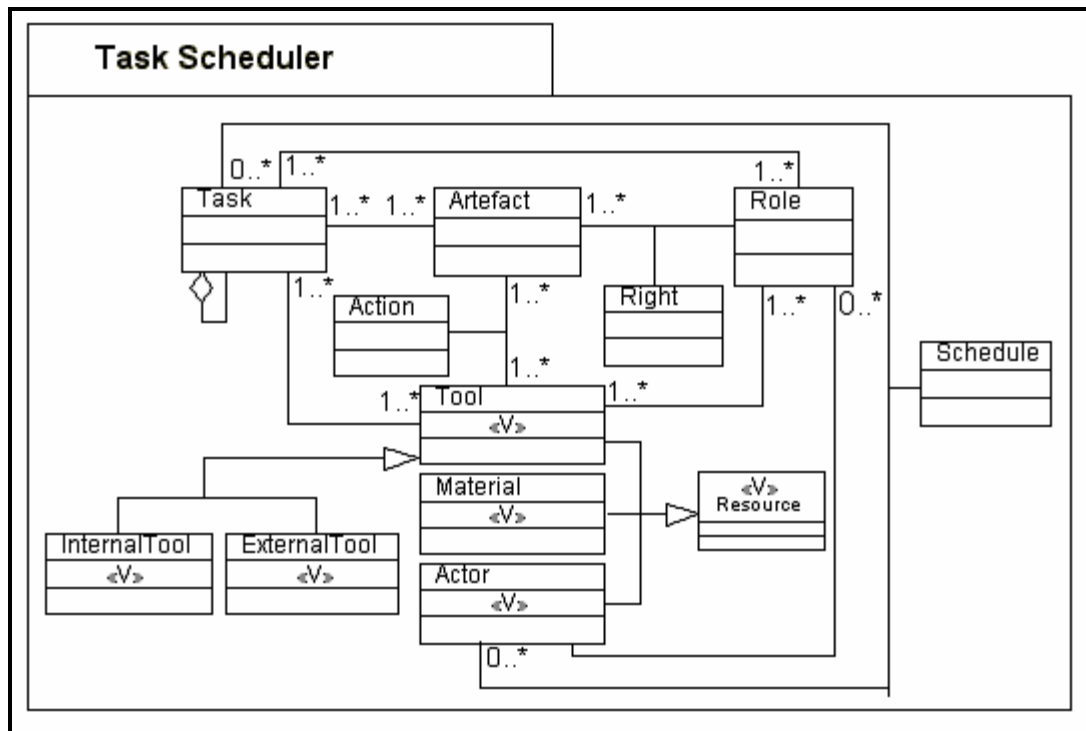 Task Scheduler
0..* 1..* 1..*
Task Artefact Role
1..* 1..* 1..*
1..* 1..* 1..* 0..*
Action Right
Schedule
1..*
1..* Tool 1..*
«V»
Material «V»
«V» Resource
InternalTool ExternalTool
«V» «V»
Actor
«V»
0..*